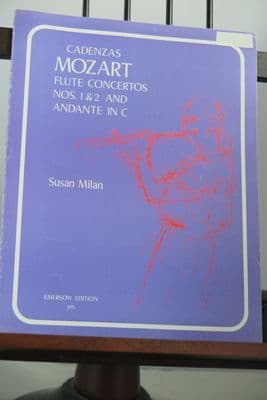 CADENZAS
MOZART
FLUTE CONCERTOS
NOS. 1 & 2 AND
ANDANTE IN C
Susan Milan
EMERSON EDITION